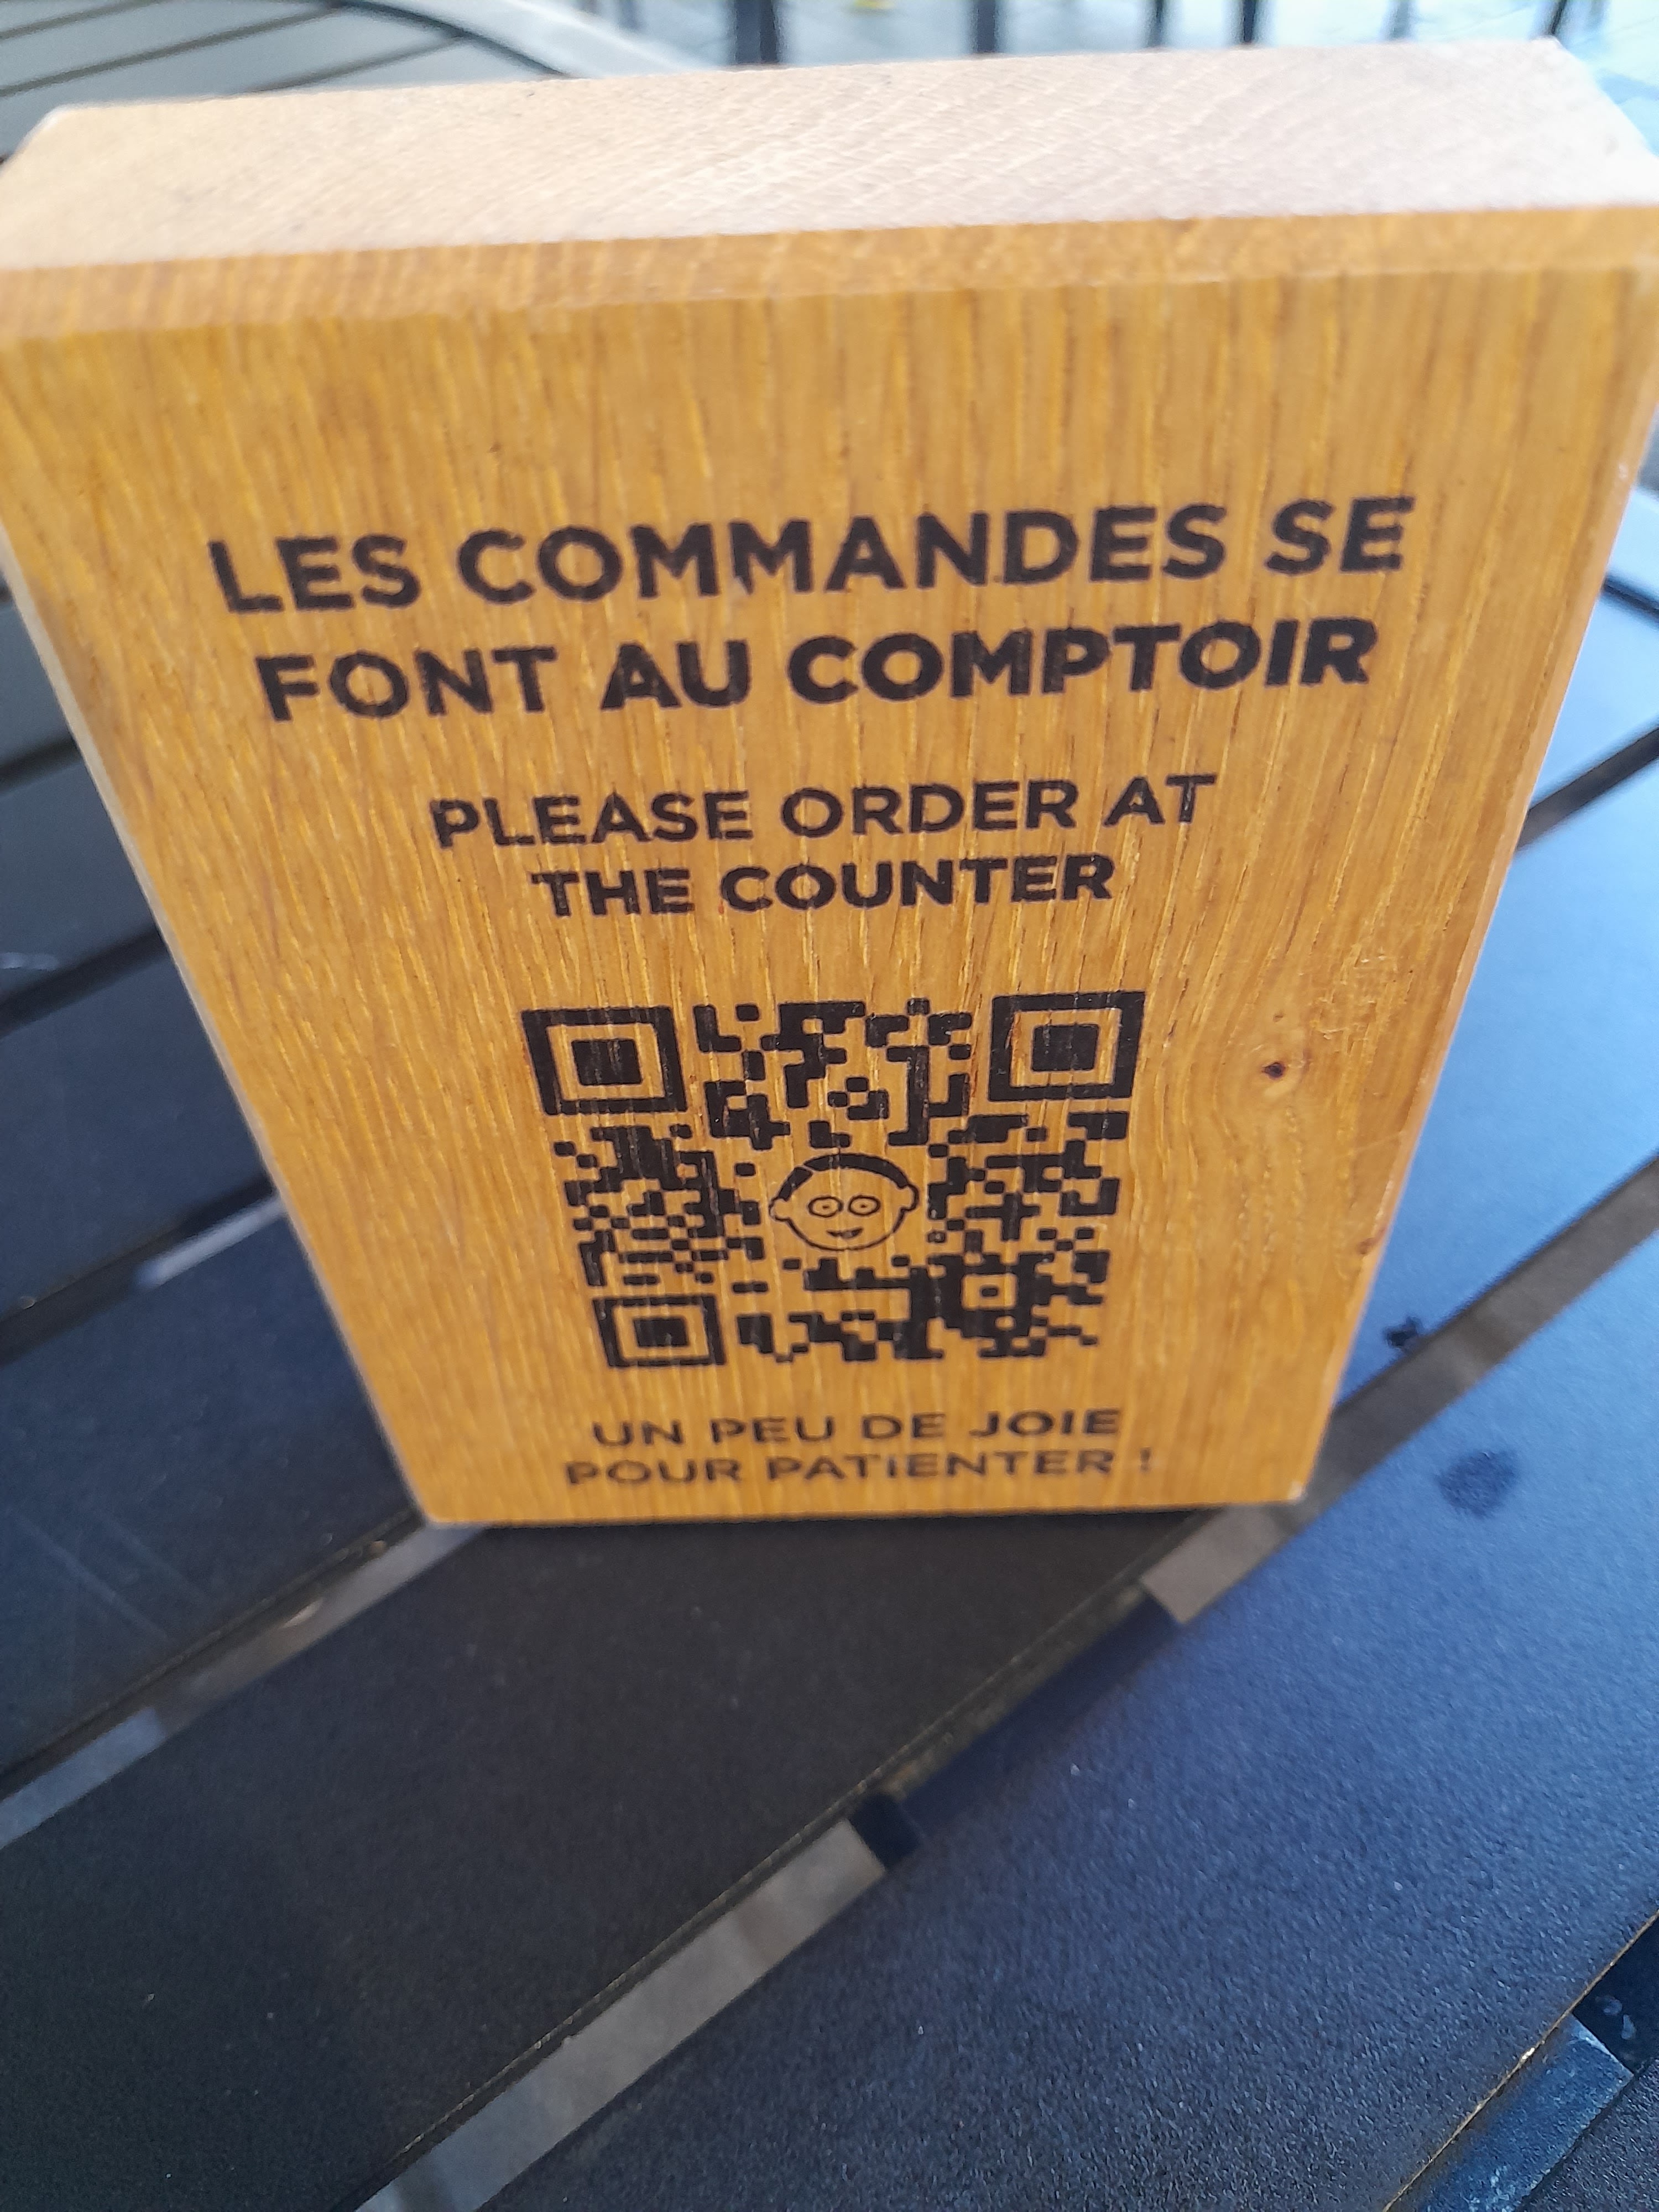 LES COMMANDES SE
FONT AU COMPTOIR
PLEASE ORDER AT
THE COUNTER
UN PEU DE JOIE
POUR PATIENTER !